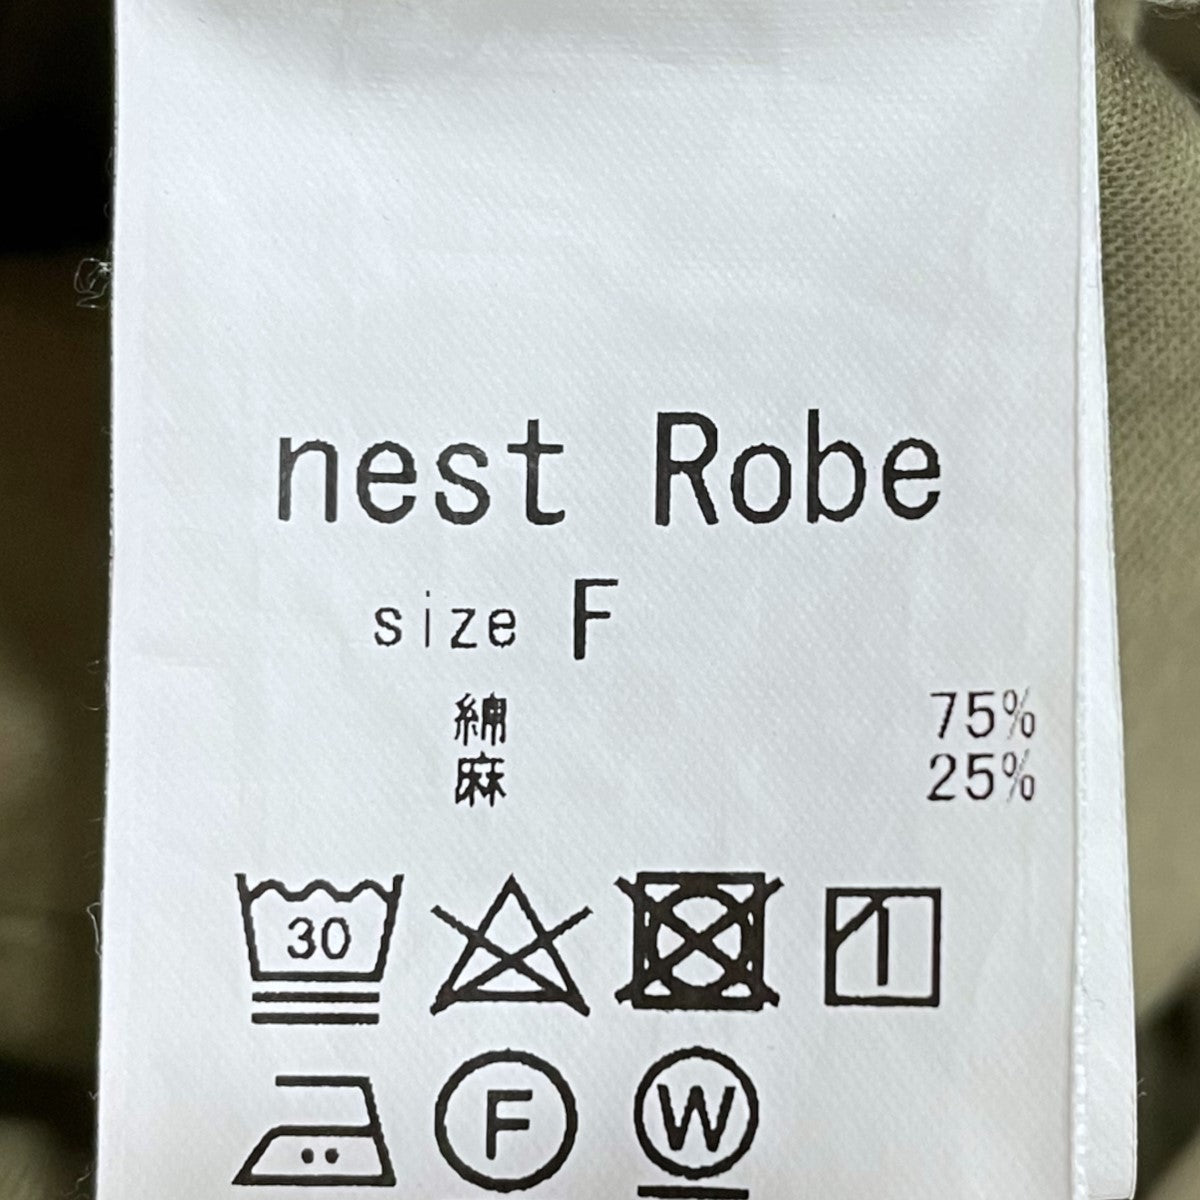 nest Robe
size F
綿 75%
麻 25%
30
F W